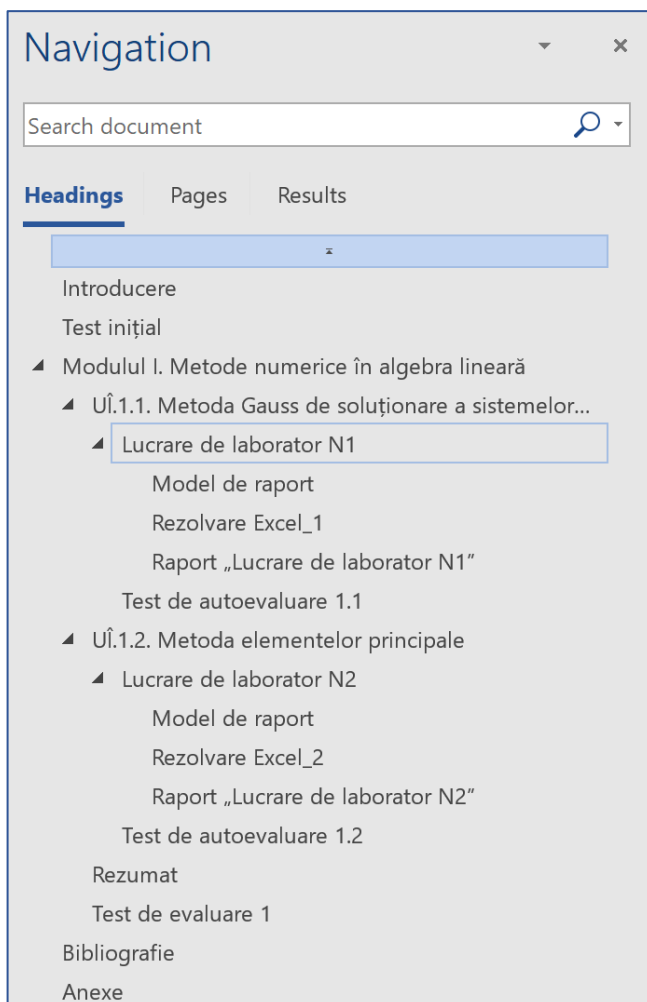 Navigation
Search document
Headings Pages Results
Introducere
Test inițial
Modulul I. Metode numerice în algebra lineară
UÎ.1.1. Metoda Gauss de soluționare a sistemelor...
Lucrare de laborator N1
Model de raport
Rezolvare Excel_1
Raport „Lucrare de laborator N1”
Test de autoevaluare 1.1
UÎ.1.2. Metoda elementelor principale
Lucrare de laborator N2
Model de raport
Rezolvare Excel_2
Raport „Lucrare de laborator N2”
Test de autoevaluare 1.2
Rezumat
Test de evaluare 1
Bibliografie
Anexe